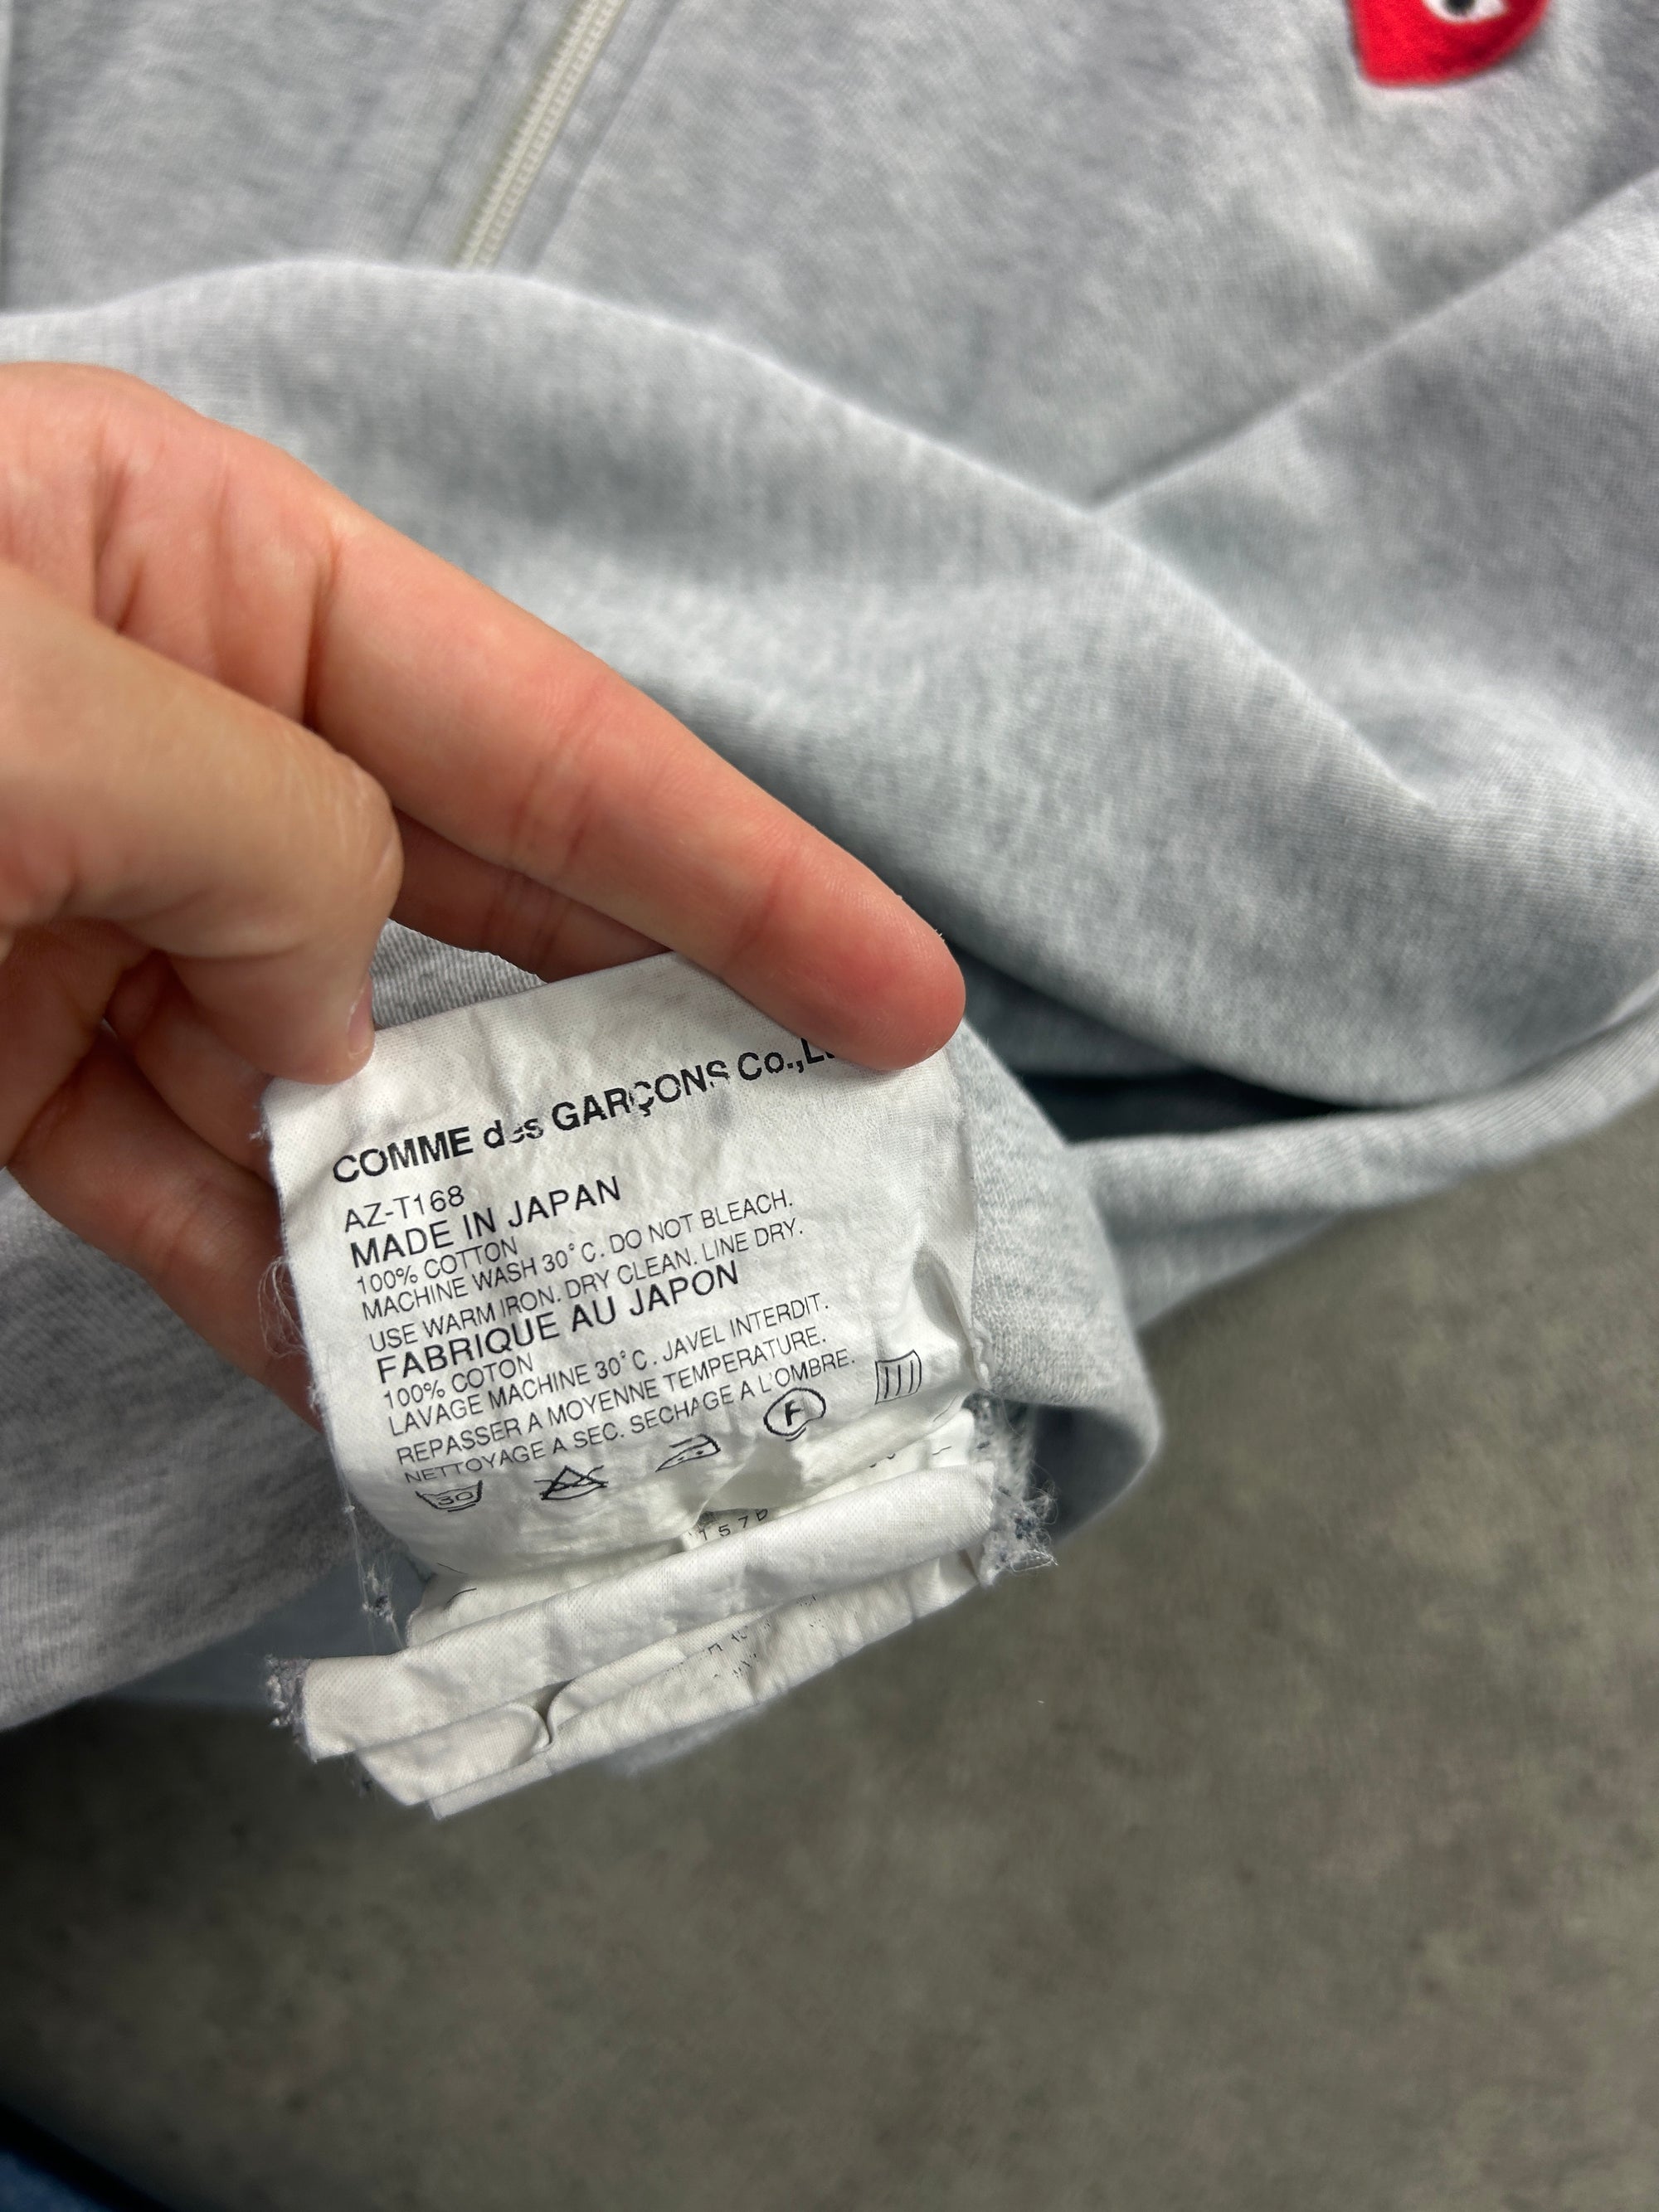 COMME des GARÇONS Co.,L
AZ-T168
MADE IN JAPAN
100% COTTON
MACHINE WASH 30°C. DO NOT BLEACH.
USE WARM IRON. DRY CLEAN. LINE DRY.
FABRIQUE AU JAPON
100% COTON
LAVAGE MACHINE 30°C. JAVEL INTERDIT.
REPASSER A MOYENNE TEMPERATURE.
NETTOYAGE A SEC. SECHAGE A L'OMBRE.
30 F